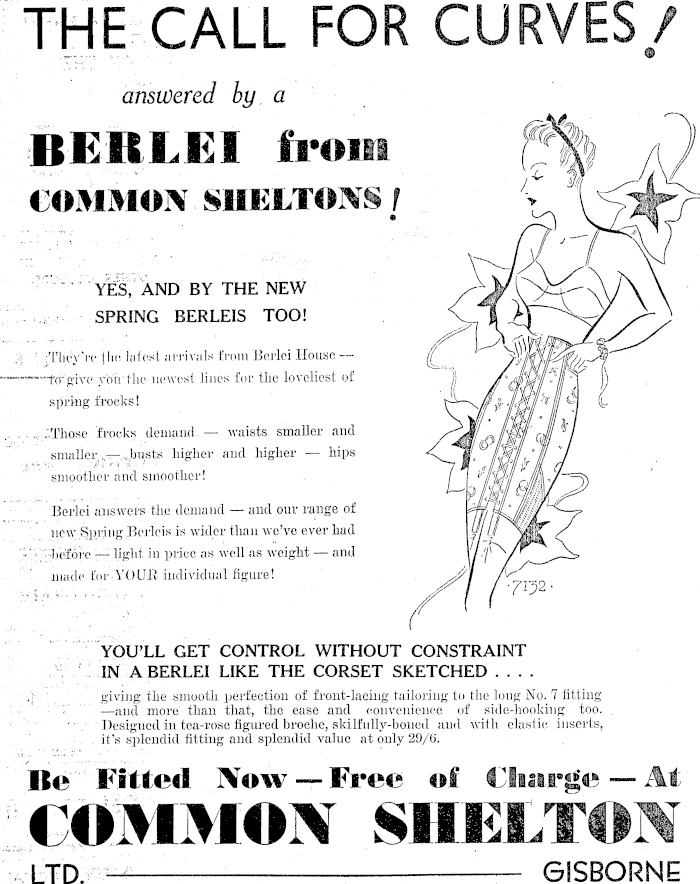 THE CALL FOR CURVES!
answered by a
BERLEI from
COMMON SHELTONS!
YES, AND BY THE NEW
SPRING BERLEIS TOO!
They're the latest arrivals from Berlei House —
to give you the newest lines for the loveliest of
spring frocks!
Those frocks demand — waists smaller and
smaller — busts higher and higher — hips
smoother and smoother!
Berlei answers the demand — and our range of
new Spring Berleis is wider than we've ever had
before — light in price as well as weight — and
made for YOUR individual figure!
7132.
YOU'LL GET CONTROL WITHOUT CONSTRAINT
IN A BERLEI LIKE THE CORSET SKETCHED ....
giving the smooth perfection of front-lacing tailoring to the long No. 7 fitting
—and more than that, the ease and convenience of side-hooking too.
Designed in tea-rose figured broche, skilfully-boned and with elastic inserts,
it's splendid fitting and splendid value at only 29/6.
Be Fitted Now — Free of Charge — At
COMMON SHELTON
LTD. GISBORNE